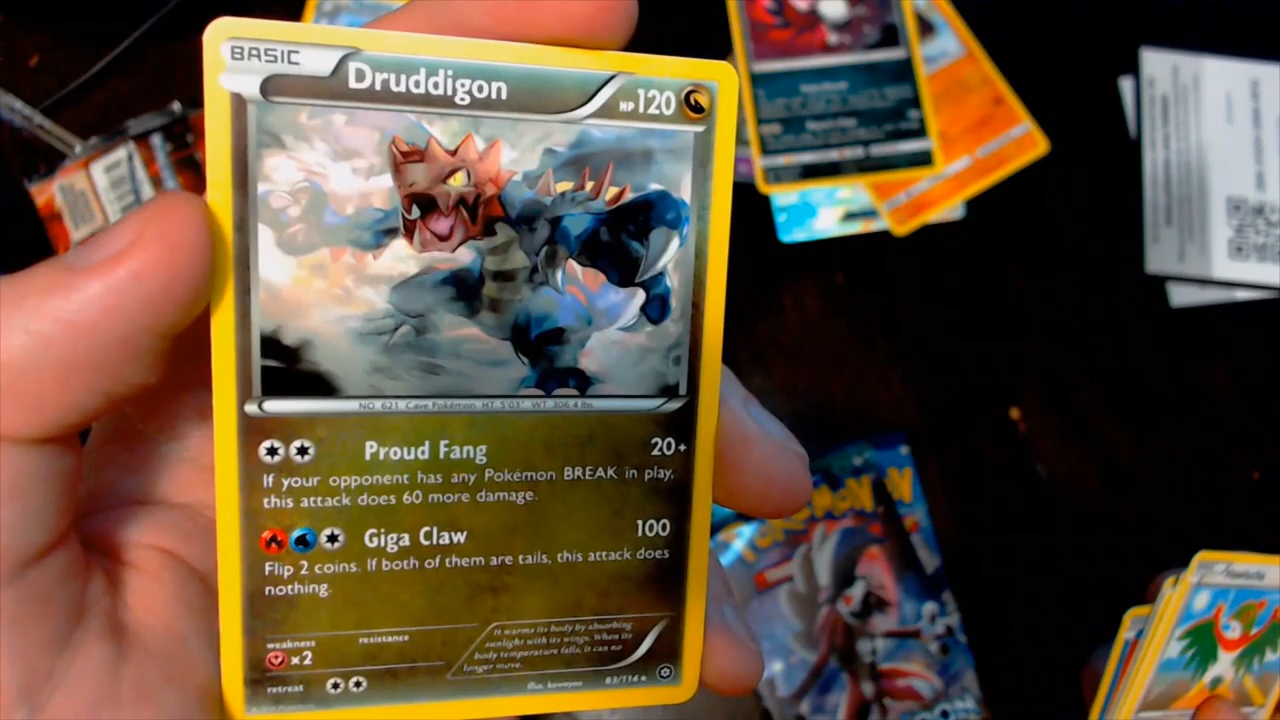 BASIC
Druddigon
HP 120
NO. 621 Cave Pokémon HT 5'03" WT 306.4 lbs.
Proud Fang 20+
If your opponent has any Pokémon BREAK in play,
this attack does 60 more damage.
Giga Claw 100
Flip 2 coins. If both of them are tails, this attack does
nothing.
weakness resistance
×2
It warms its body by absorbing
sunlight with its wings. When its
body temperature falls, it can no
longer move.
retreat
Illus. kawayoo
83/114 ★
POKÉMON